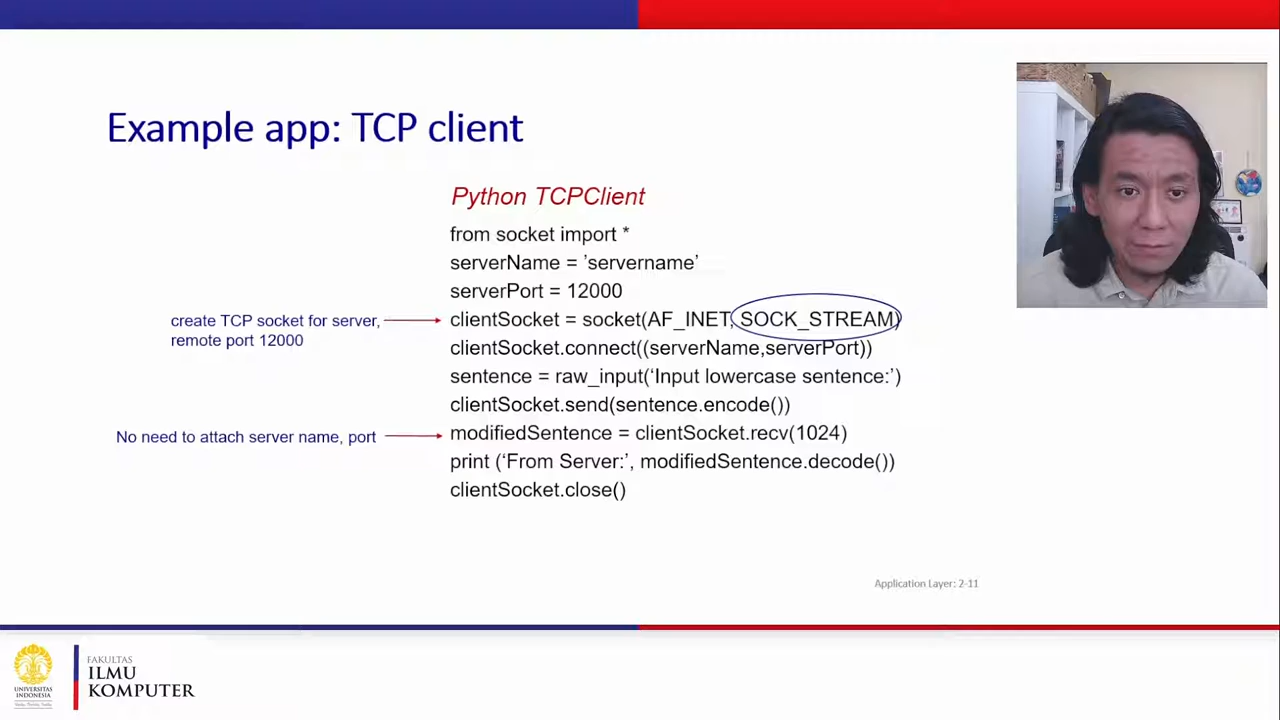 Example app: TCP client
Python TCPClient
from socket import *
serverName = ’servername’
serverPort = 12000
create TCP socket for server,
remote port 12000
clientSocket = socket(AF_INET, SOCK_STREAM)
clientSocket.connect((serverName,serverPort))
sentence = raw_input(‘Input lowercase sentence:’)
clientSocket.send(sentence.encode())
No need to attach server name, port
modifiedSentence = clientSocket.recv(1024)
print (‘From Server:’, modifiedSentence.decode())
clientSocket.close()
Application Layer: 2-11
UNIVERSITAS
INDONESIA
FAKULTAS
ILMU
KOMPUTER